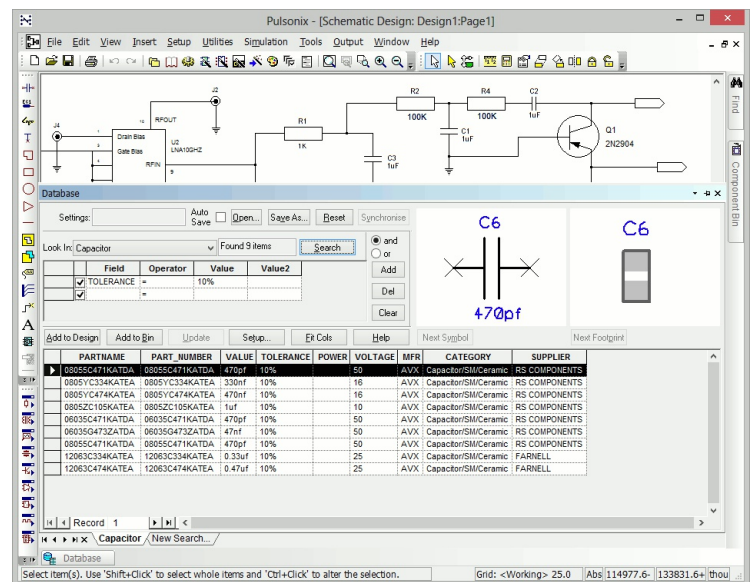 Pulsonix - [Schematic Design: Design1:Page1]
File Edit View Insert Setup Utilities Simulation Tools Output Window Help
J2
RFOUT
J4
Drain Bias
Gate Bias
U2
LNA10GHZ
RFIN
9
R1
1K
R2
100K
R4
100K
C2
1uF
C1
1uF
C3
1uF
Q1
2N2904
Find
Component Bin
Database
Settings: Auto Save Open... Save As... Reset Synchronise
Look In: Capacitor Found 9 items Search and
or
Field Operator Value Value2
TOLERANCE = 10%
=
Add
Del
Clear
C6
470pf
C6
Add to Design Add to Bin Update Setup... Fit Cols Help Next Symbol Next Footprint
PARTNAME PART_NUMBER VALUE TOLERANCE POWER VOLTAGE MFR CATEGORY SUPPLIER
08055C471KATDA 08055C471KATDA 470pf 10% 50 AVX Capacitor/SM/Ceramic RS COMPONENTS
0805YC334KATEA 0805YC334KATEA 330nf 10% 16 AVX Capacitor/SM/Ceramic RS COMPONENTS
0805YC474KATEA 0805YC474KATEA 470nf 10% 16 AVX Capacitor/SM/Ceramic RS COMPONENTS
0805ZC105KATEA 0805ZC105KATEA 1uf 10% 10 AVX Capacitor/SM/Ceramic RS COMPONENTS
06035C471KATDA 06035C471KATDA 470pf 10% 50 AVX Capacitor/SM/Ceramic RS COMPONENTS
06035G473ZATDA 06035G473ZATDA 47nf 10% 50 AVX Capacitor/SM/Ceramic RS COMPONENTS
08055C471KATDA 08055C471KATDA 470pf 10% 50 AVX Capacitor/SM/Ceramic RS COMPONENTS
12063C334KATEA 12063C334KATEA 0.33uf 10% 25 AVX Capacitor/SM/Ceramic FARNELL
12063C474KATEA 12063C474KATEA 0.47uf 10% 25 AVX Capacitor/SM/Ceramic FARNELL
Record 1
Capacitor New Search...
Database
Select item(s). Use 'Shift+Click' to select whole items and 'Ctrl+Click' to alter the selection. Grid: <Working> 25.0 Abs 114977.6- 133831.6+ thou